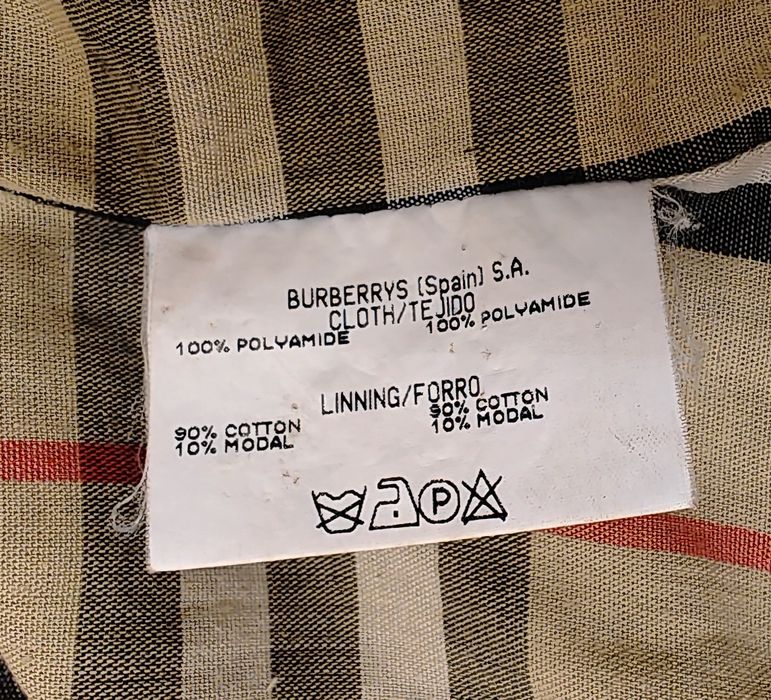 BURBERRYS (Spain) S.A.
CLOTH/TEJIDO
100% POLYAMIDE 100% POLYAMIDE
LINNING/FORRO
90% COTTON 90% COTTON
10% MODAL 10% MODAL
P